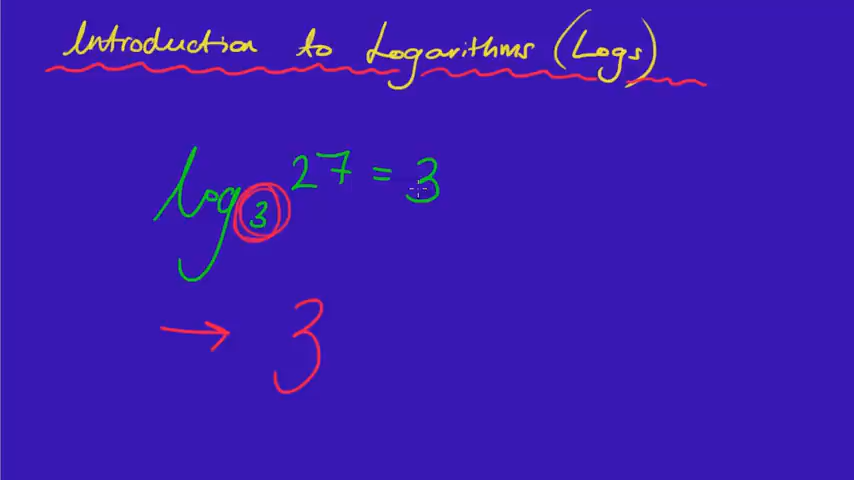 Introduction to Logarithms (Logs)
log₃ 27 = 3
→ 3